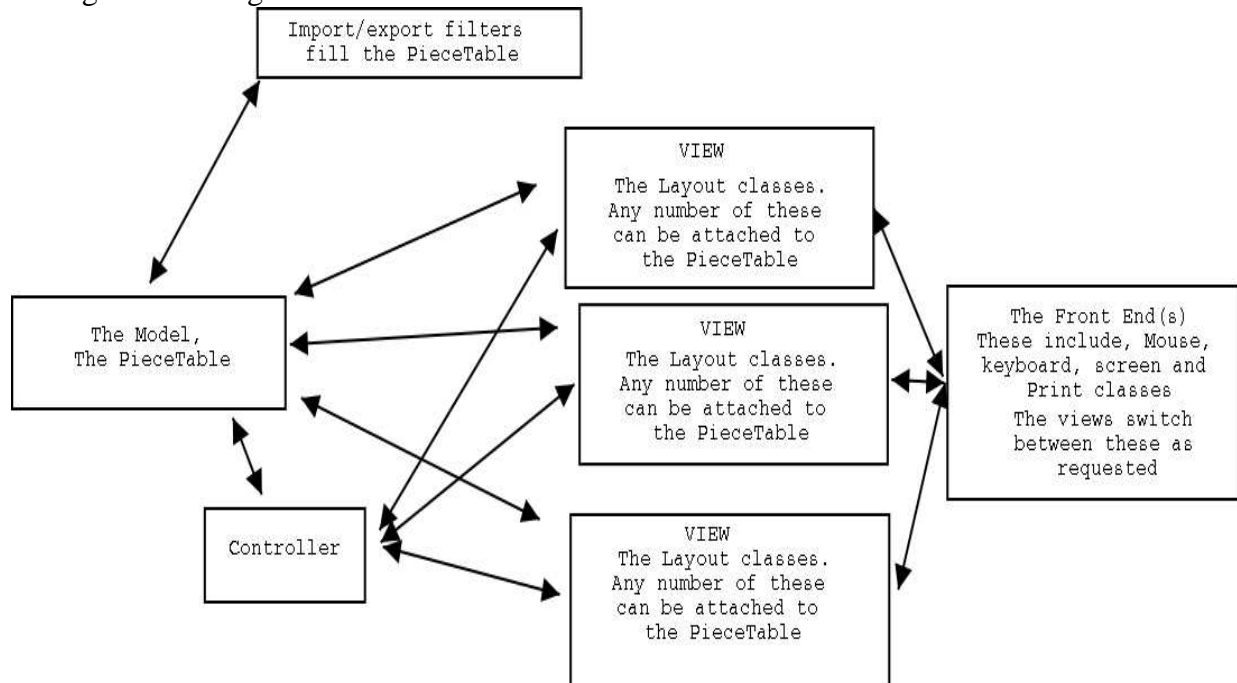 Import/export filters
fill the PieceTable
VIEW
The Layout classes.
Any number of these
can be attached to
the PieceTable
The Model,
The PieceTable
VIEW
The Layout classes.
Any number of these
can be attached to
the PieceTable
The Front End(s)
These include, Mouse,
keyboard, screen and
Print classes
The views switch
between these as
requested
Controller
VIEW
The Layout classes.
Any number of these
can be attached to
the PieceTable